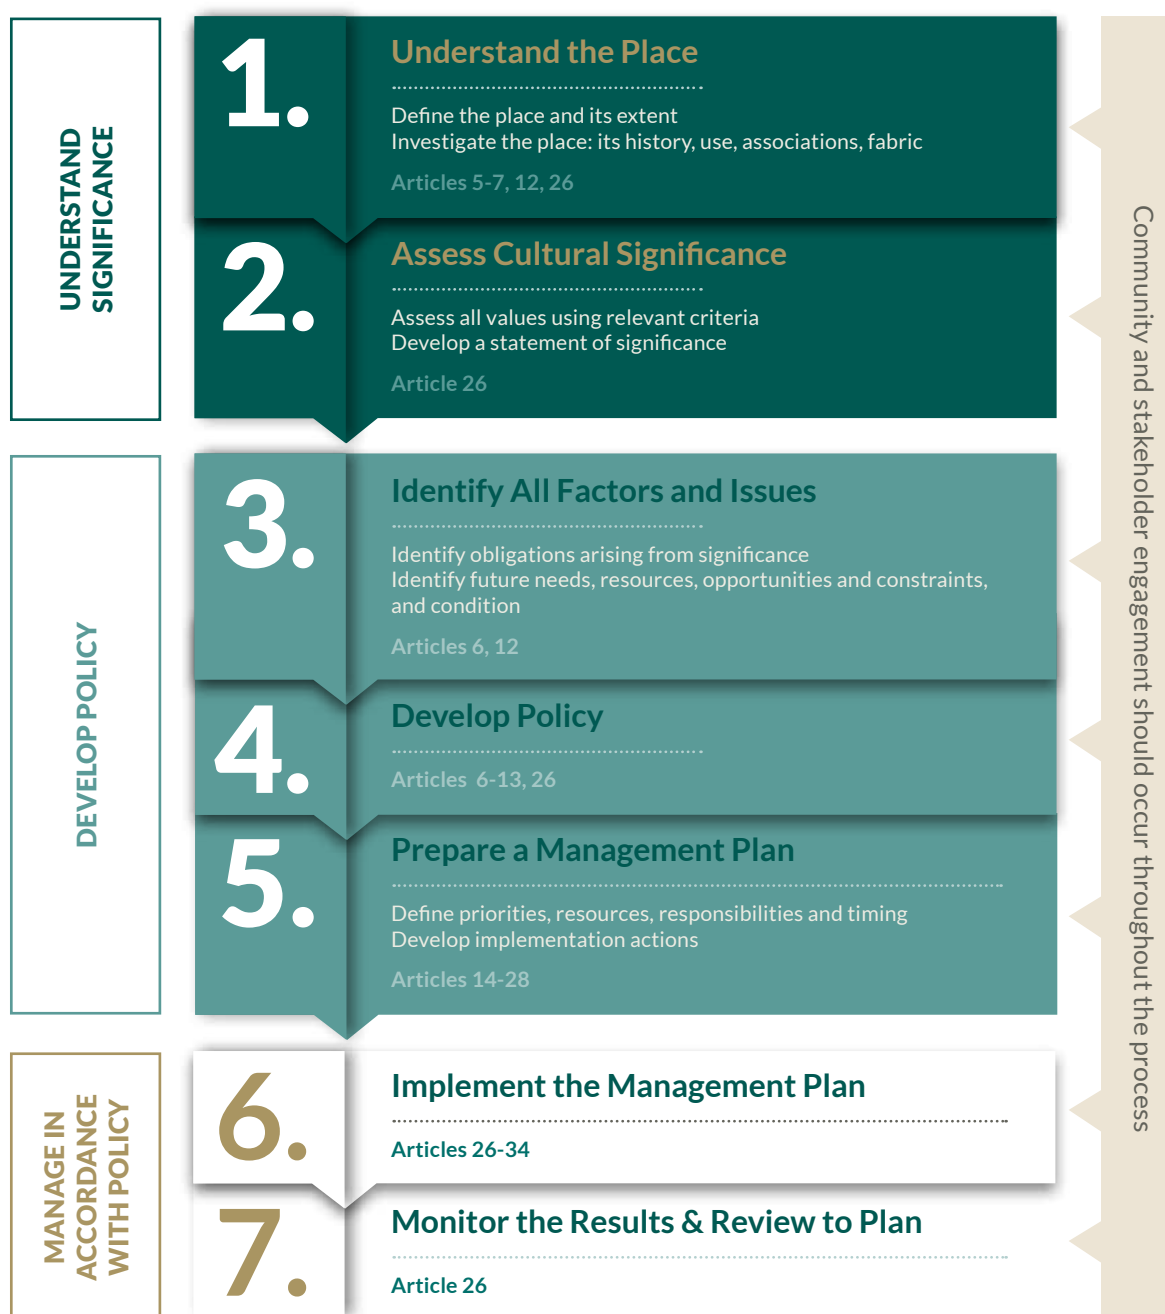 UNDERSTAND
SIGNIFICANCE
1.
Understand the Place
Define the place and its extent
Investigate the place: its history, use, associations, fabric
Articles 5-7, 12, 26
2.
Assess Cultural Significance
Assess all values using relevant criteria
Develop a statement of significance
Article 26
DEVELOP POLICY
3.
Identify All Factors and Issues
Identify obligations arising from significance
Identify future needs, resources, opportunities and constraints,
and condition
Articles 6, 12
4.
Develop Policy
Articles  6-13, 26
5.
Prepare a Management Plan
Define priorities, resources, responsibilities and timing
Develop implementation actions
Articles 14-28
MANAGE IN
ACCORDANCE
WITH POLICY
6.
Implement the Management Plan
Articles 26-34
7.
Monitor the Results & Review to Plan
Article 26
Community and stakeholder engagement should occur throughout the process